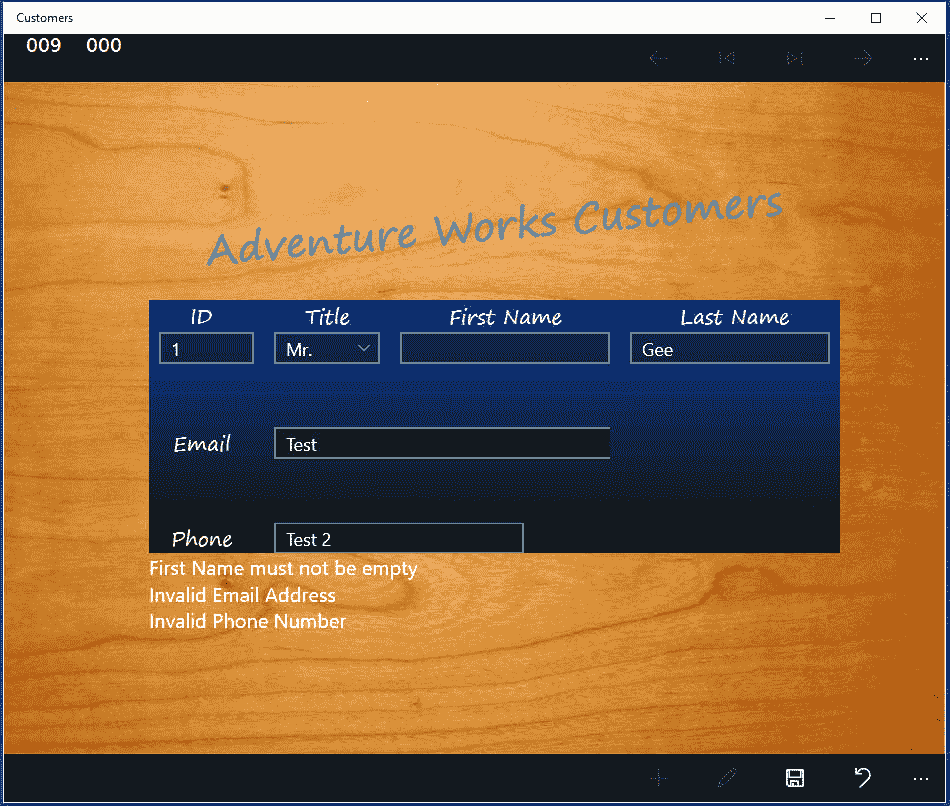 Customers
009 000
Adventure Works Customers
ID Title First Name Last Name
1 Mr. Gee
Email Test
Phone Test 2
First Name must not be empty
Invalid Email Address
Invalid Phone Number